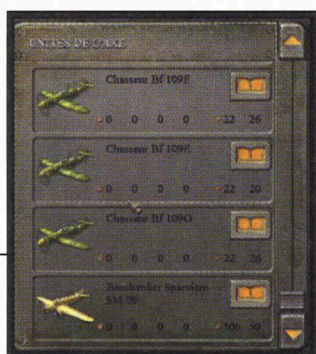 UNITES DE L'AXE
Chasseur Bf 109F
0 0 0 0 22 26
Chasseur Bf 109E
0 0 0 0 22 20
Chasseur Bf 109G
0 0 0 0 22 26
Bombardier Sparviero
SM-79
0 0 0 0 100 50